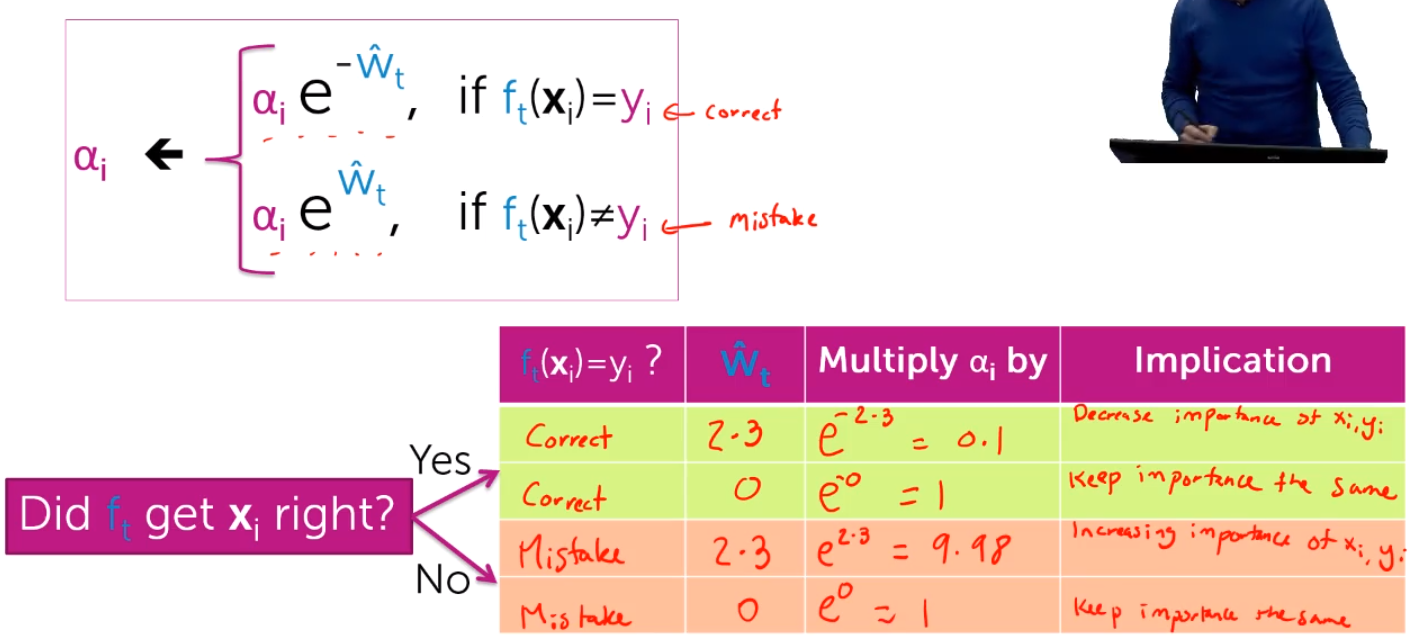 αᵢ ← { αᵢ e^(-ŵₜ), if fₜ(xᵢ)=yᵢ ← correct
αᵢ e^(ŵₜ), if fₜ(xᵢ)≠yᵢ ← Mistake
fₜ(xᵢ)=yᵢ ? ŵₜ Multiply αᵢ by Implication
Correct 2.3 e^(-2.3) = 0.1 Decrease importance of xᵢ,yᵢ
Yes
Correct 0 e^(-0) = 1 Keep importance the same
Did fₜ get xᵢ right?
Mistake 2.3 e^(2.3) = 9.98 Increasing importance of xᵢ,yᵢ
No
Mistake 0 e^0 = 1 Keep importance the same